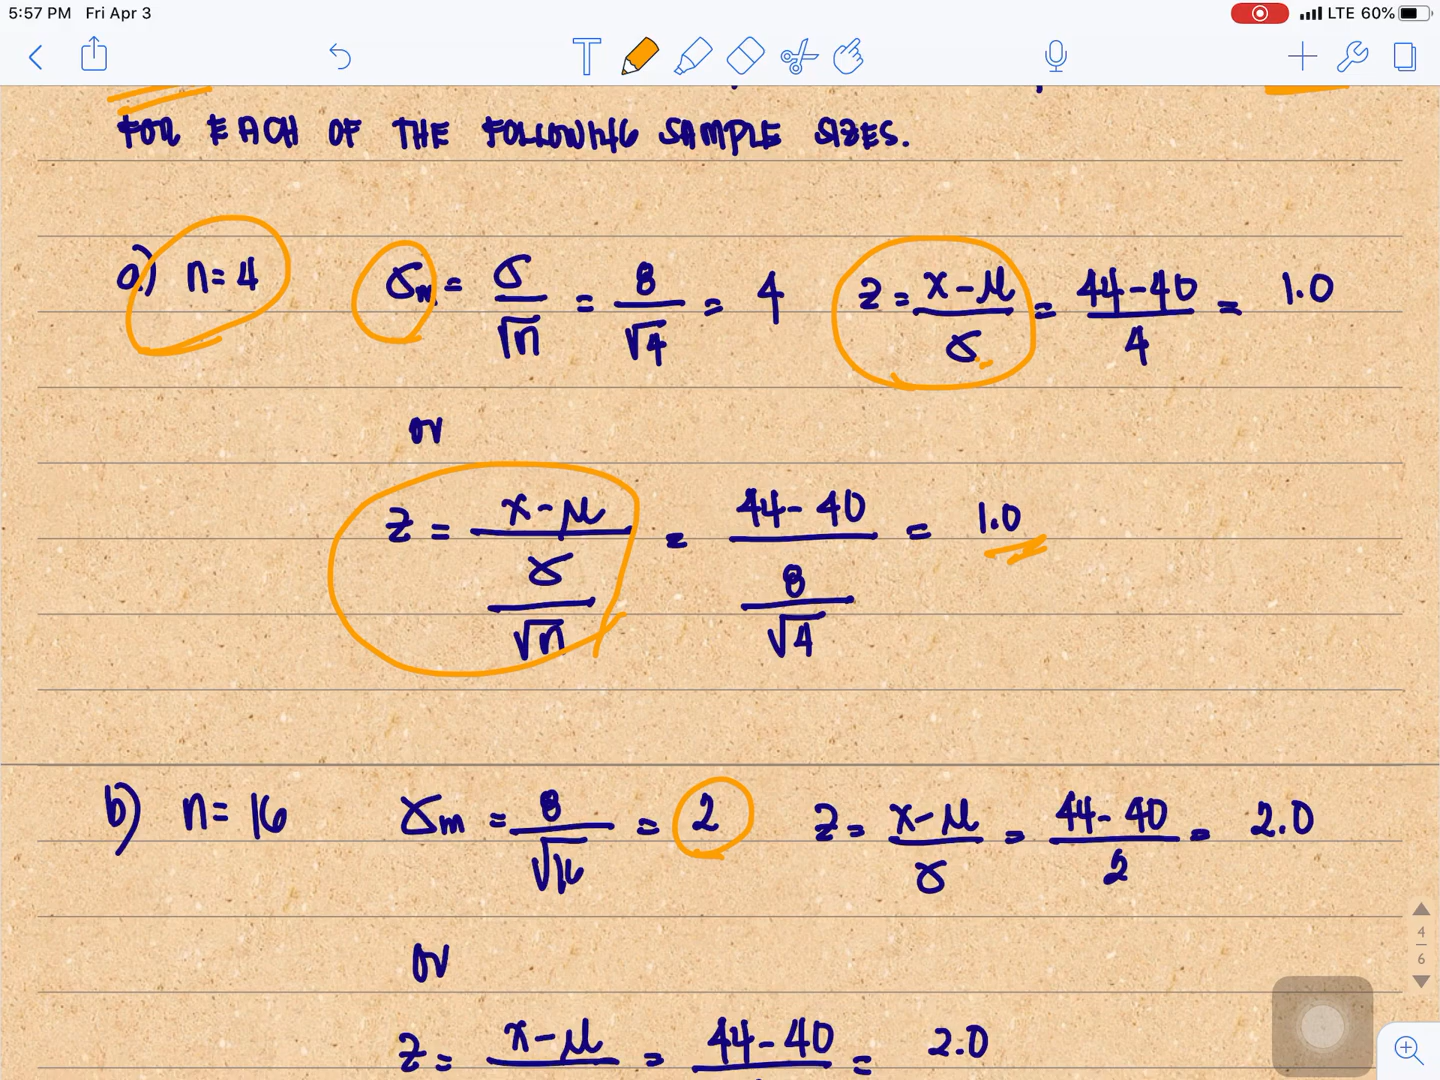 5:57 PM Fri Apr 3 LTE 60%
T
FOR EACH OF THE FOLLOWING SAMPLE SIZES.
a) n = 4 σm = σ/√n = 8/√4 = 4 z = x-μ/σ = 44-40/4 = 1.0
or
z = x-μ/σ/√n = 44-40/8/√4 = 1.0
b) n = 16 σm = 8/√16 = 2 z = x-μ/σ = 44-40/2 = 2.0
or
z = x-μ = 44-40 = 2.0
4
6